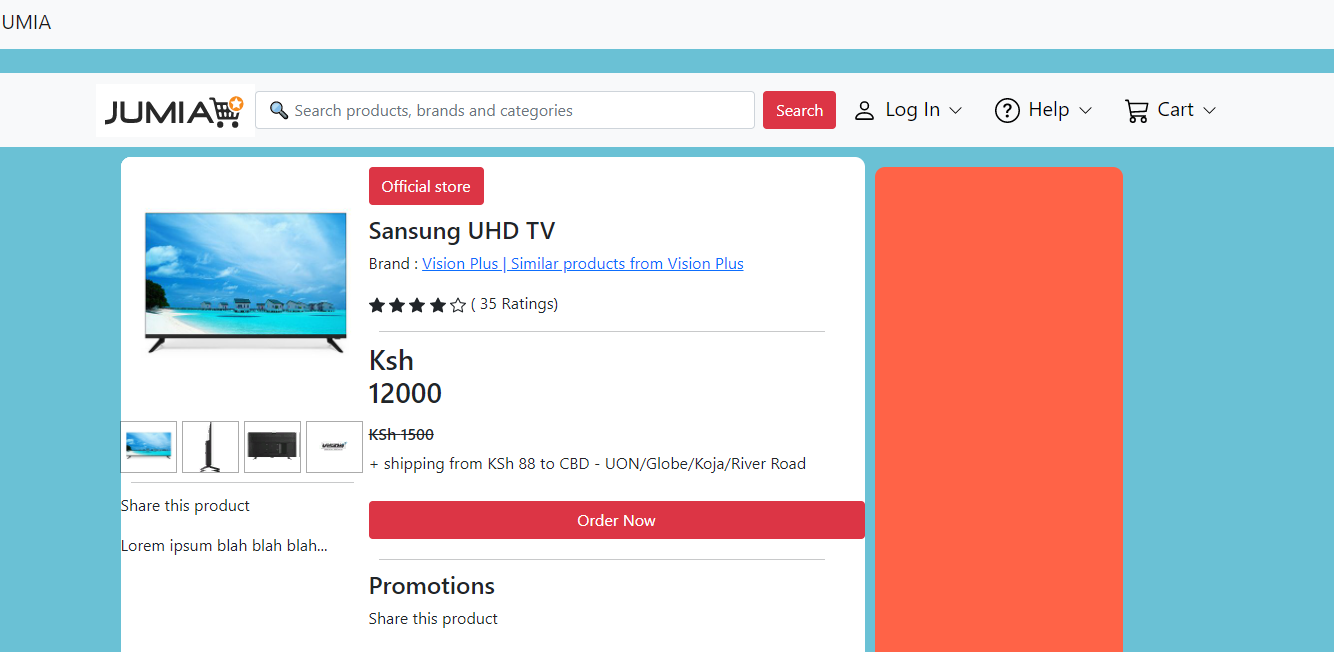 UMIA
JUMIA
Search products, brands and categories
Search
Log In
Help
Cart
Official store
Sansung UHD TV
Brand : Vision Plus | Similar products from Vision Plus
( 35 Ratings)
Ksh
12000
KSh 1500
+ shipping from KSh 88 to CBD - UON/Globe/Koja/River Road
Share this product
Order Now
Lorem ipsum blah blah blah...
Promotions
Share this product